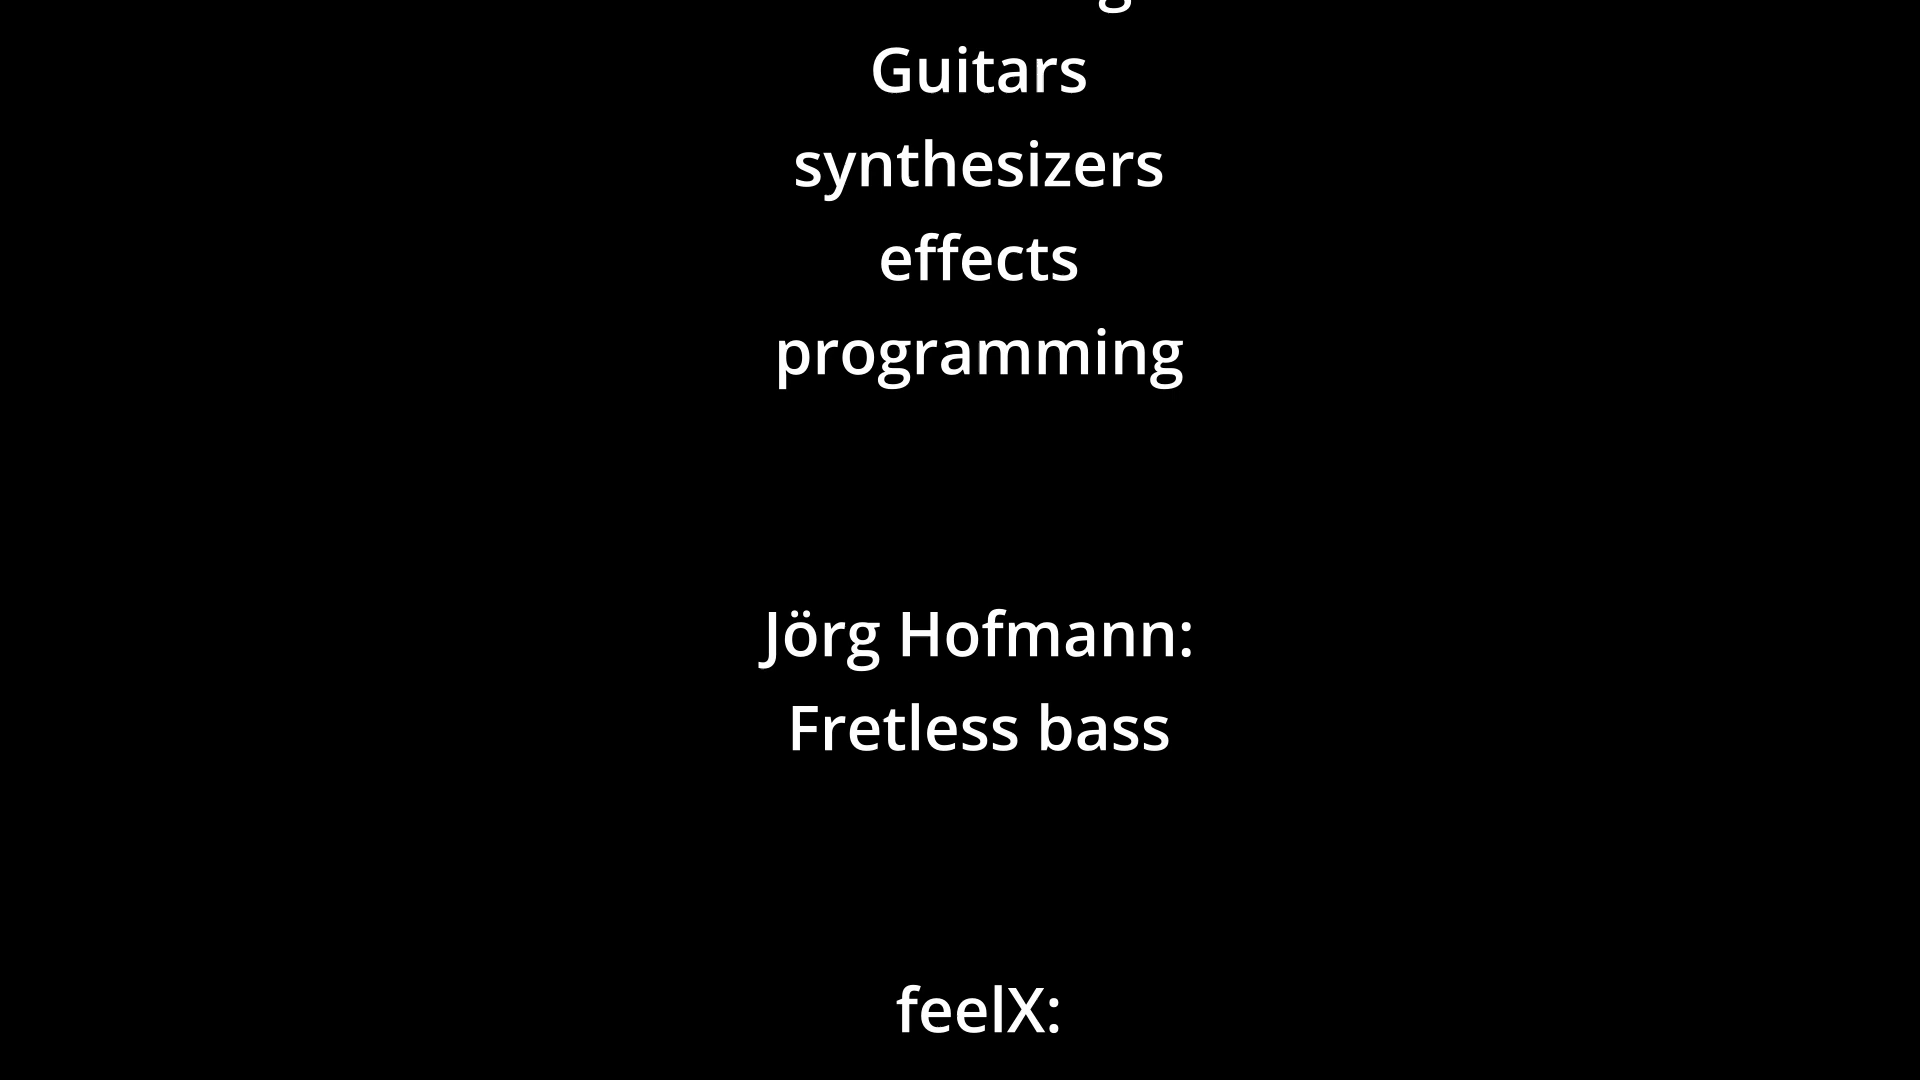 Guitars
synthesizers
effects
programming
Jörg Hofmann:
Fretless bass
feelX: